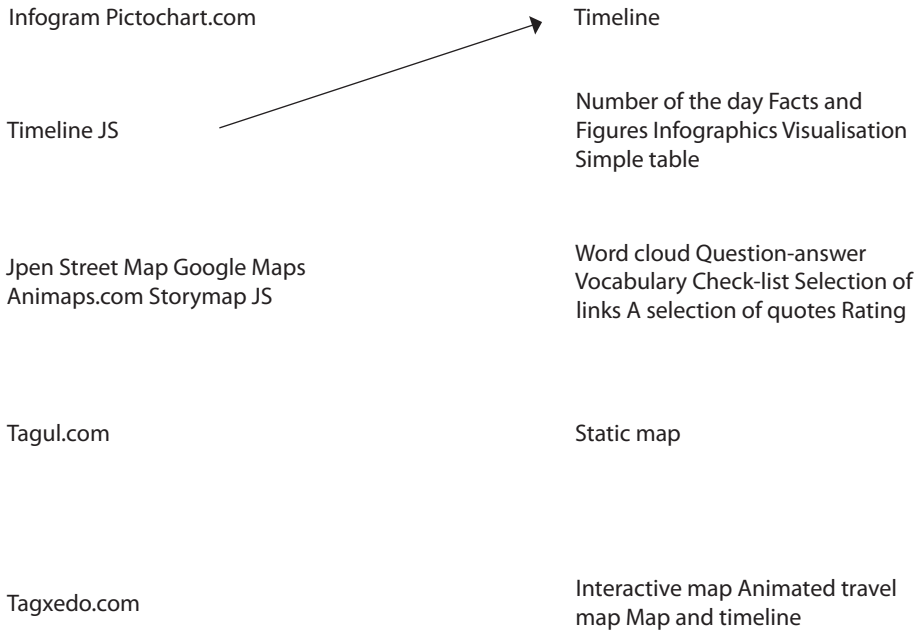 Infogram Pictochart.com
Timeline
Timeline JS
Number of the day Facts and
Figures Infographics Visualisation
Simple table
Jpen Street Map Google Maps
Animaps.com Storymap JS
Word cloud Question-answer
Vocabulary Check-list Selection of
links A selection of quotes Rating
Tagul.com
Static map
Tagxedo.com
Interactive map Animated travel
map Map and timeline